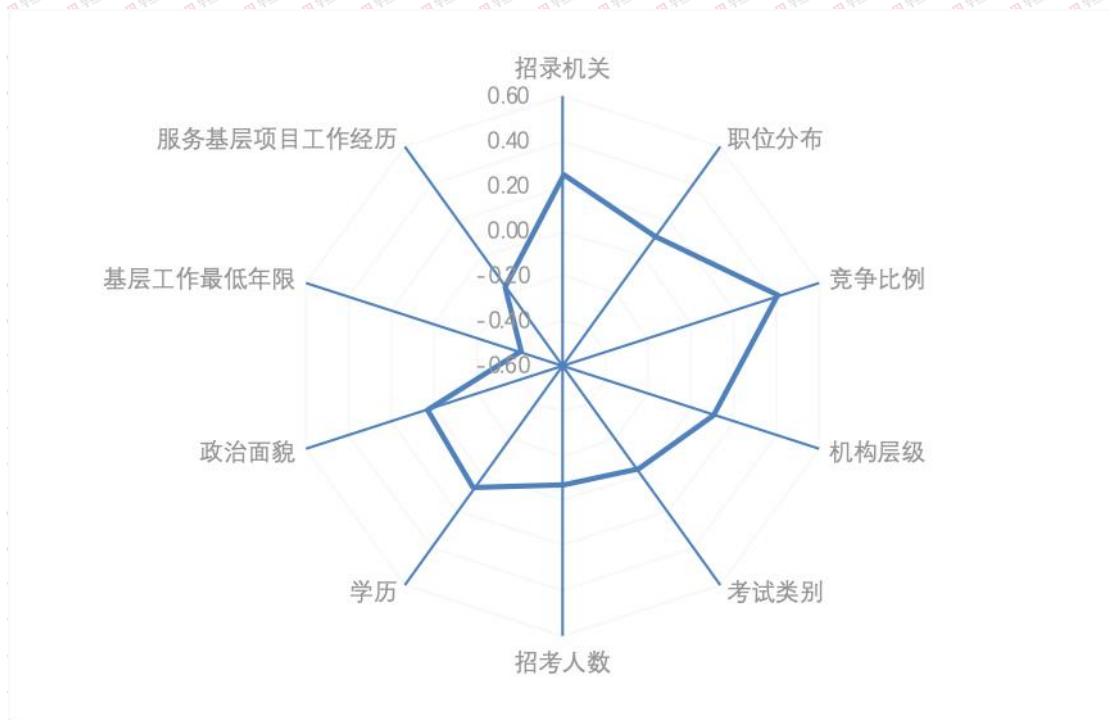 招录机关
0.60
服务基层项目工作经历
职位分布
0.40
0.20
0.00
基层工作最低年限
竞争比例
-0.20
-0.40
-0.60
政治面貌
机构层级
学历
考试类别
招考人数